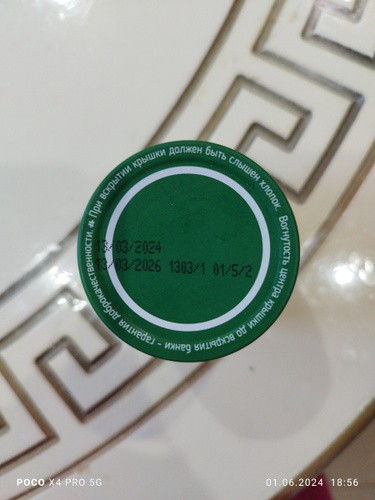 При вскрытии крышки должен быть слышен хлопок. Вогнутость центра крышки до вскрытия банки - гарантия доброкачественности.
13/03/2024
13/03/2026 1303/1 01/5/2
POCO X4 PRO 5G
01.06.2024 18:56